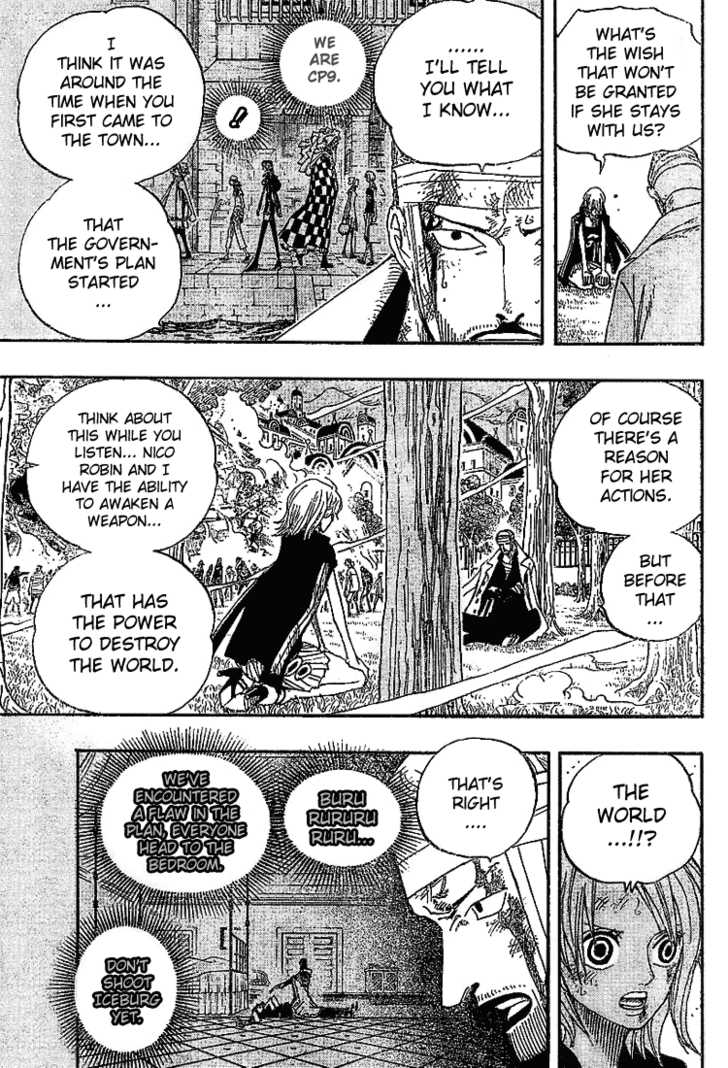 WHAT'S
THE WISH
THAT WON'T
BE GRANTED
IF SHE STAYS
WITH US?
......
I'LL TELL
YOU WHAT
I KNOW...
WE
ARE
CP9.
!
I
THINK IT WAS
AROUND THE
TIME WHEN YOU
FIRST CAME TO
THE TOWN...
THAT
THE GOVERN-
MENT'S PLAN
STARTED
...
OF COURSE
THERE'S A
REASON
FOR HER
ACTIONS.
BUT
BEFORE
THAT
...
THINK ABOUT
THIS WHILE YOU
LISTEN... NICO
ROBIN AND I
HAVE THE ABILITY
TO AWAKEN A
WEAPON...
THAT HAS
THE POWER
TO DESTROY
THE WORLD.
THE
WORLD
...!!?
THAT'S
RIGHT
....
BURU
RURURU
RURU...
WE'VE
ENCOUNTERED
A FLAW IN THE
PLAN, EVERYONE
HEAD TO THE
BEDROOM.
DON'T
SHOOT
ICEBURG
YET.